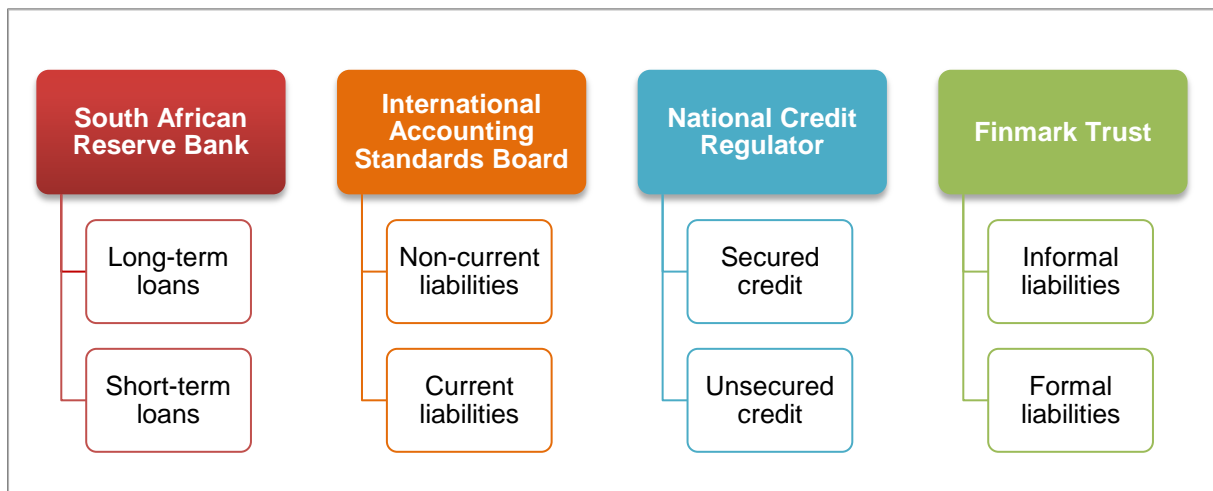 South African
Reserve Bank
Long-term
loans
Short-term
loans
International
Accounting
Standards Board
Non-current
liabilities
Current
liabilities
National Credit
Regulator
Secured
credit
Unsecured
credit
Finmark Trust
Informal
liabilities
Formal
liabilities